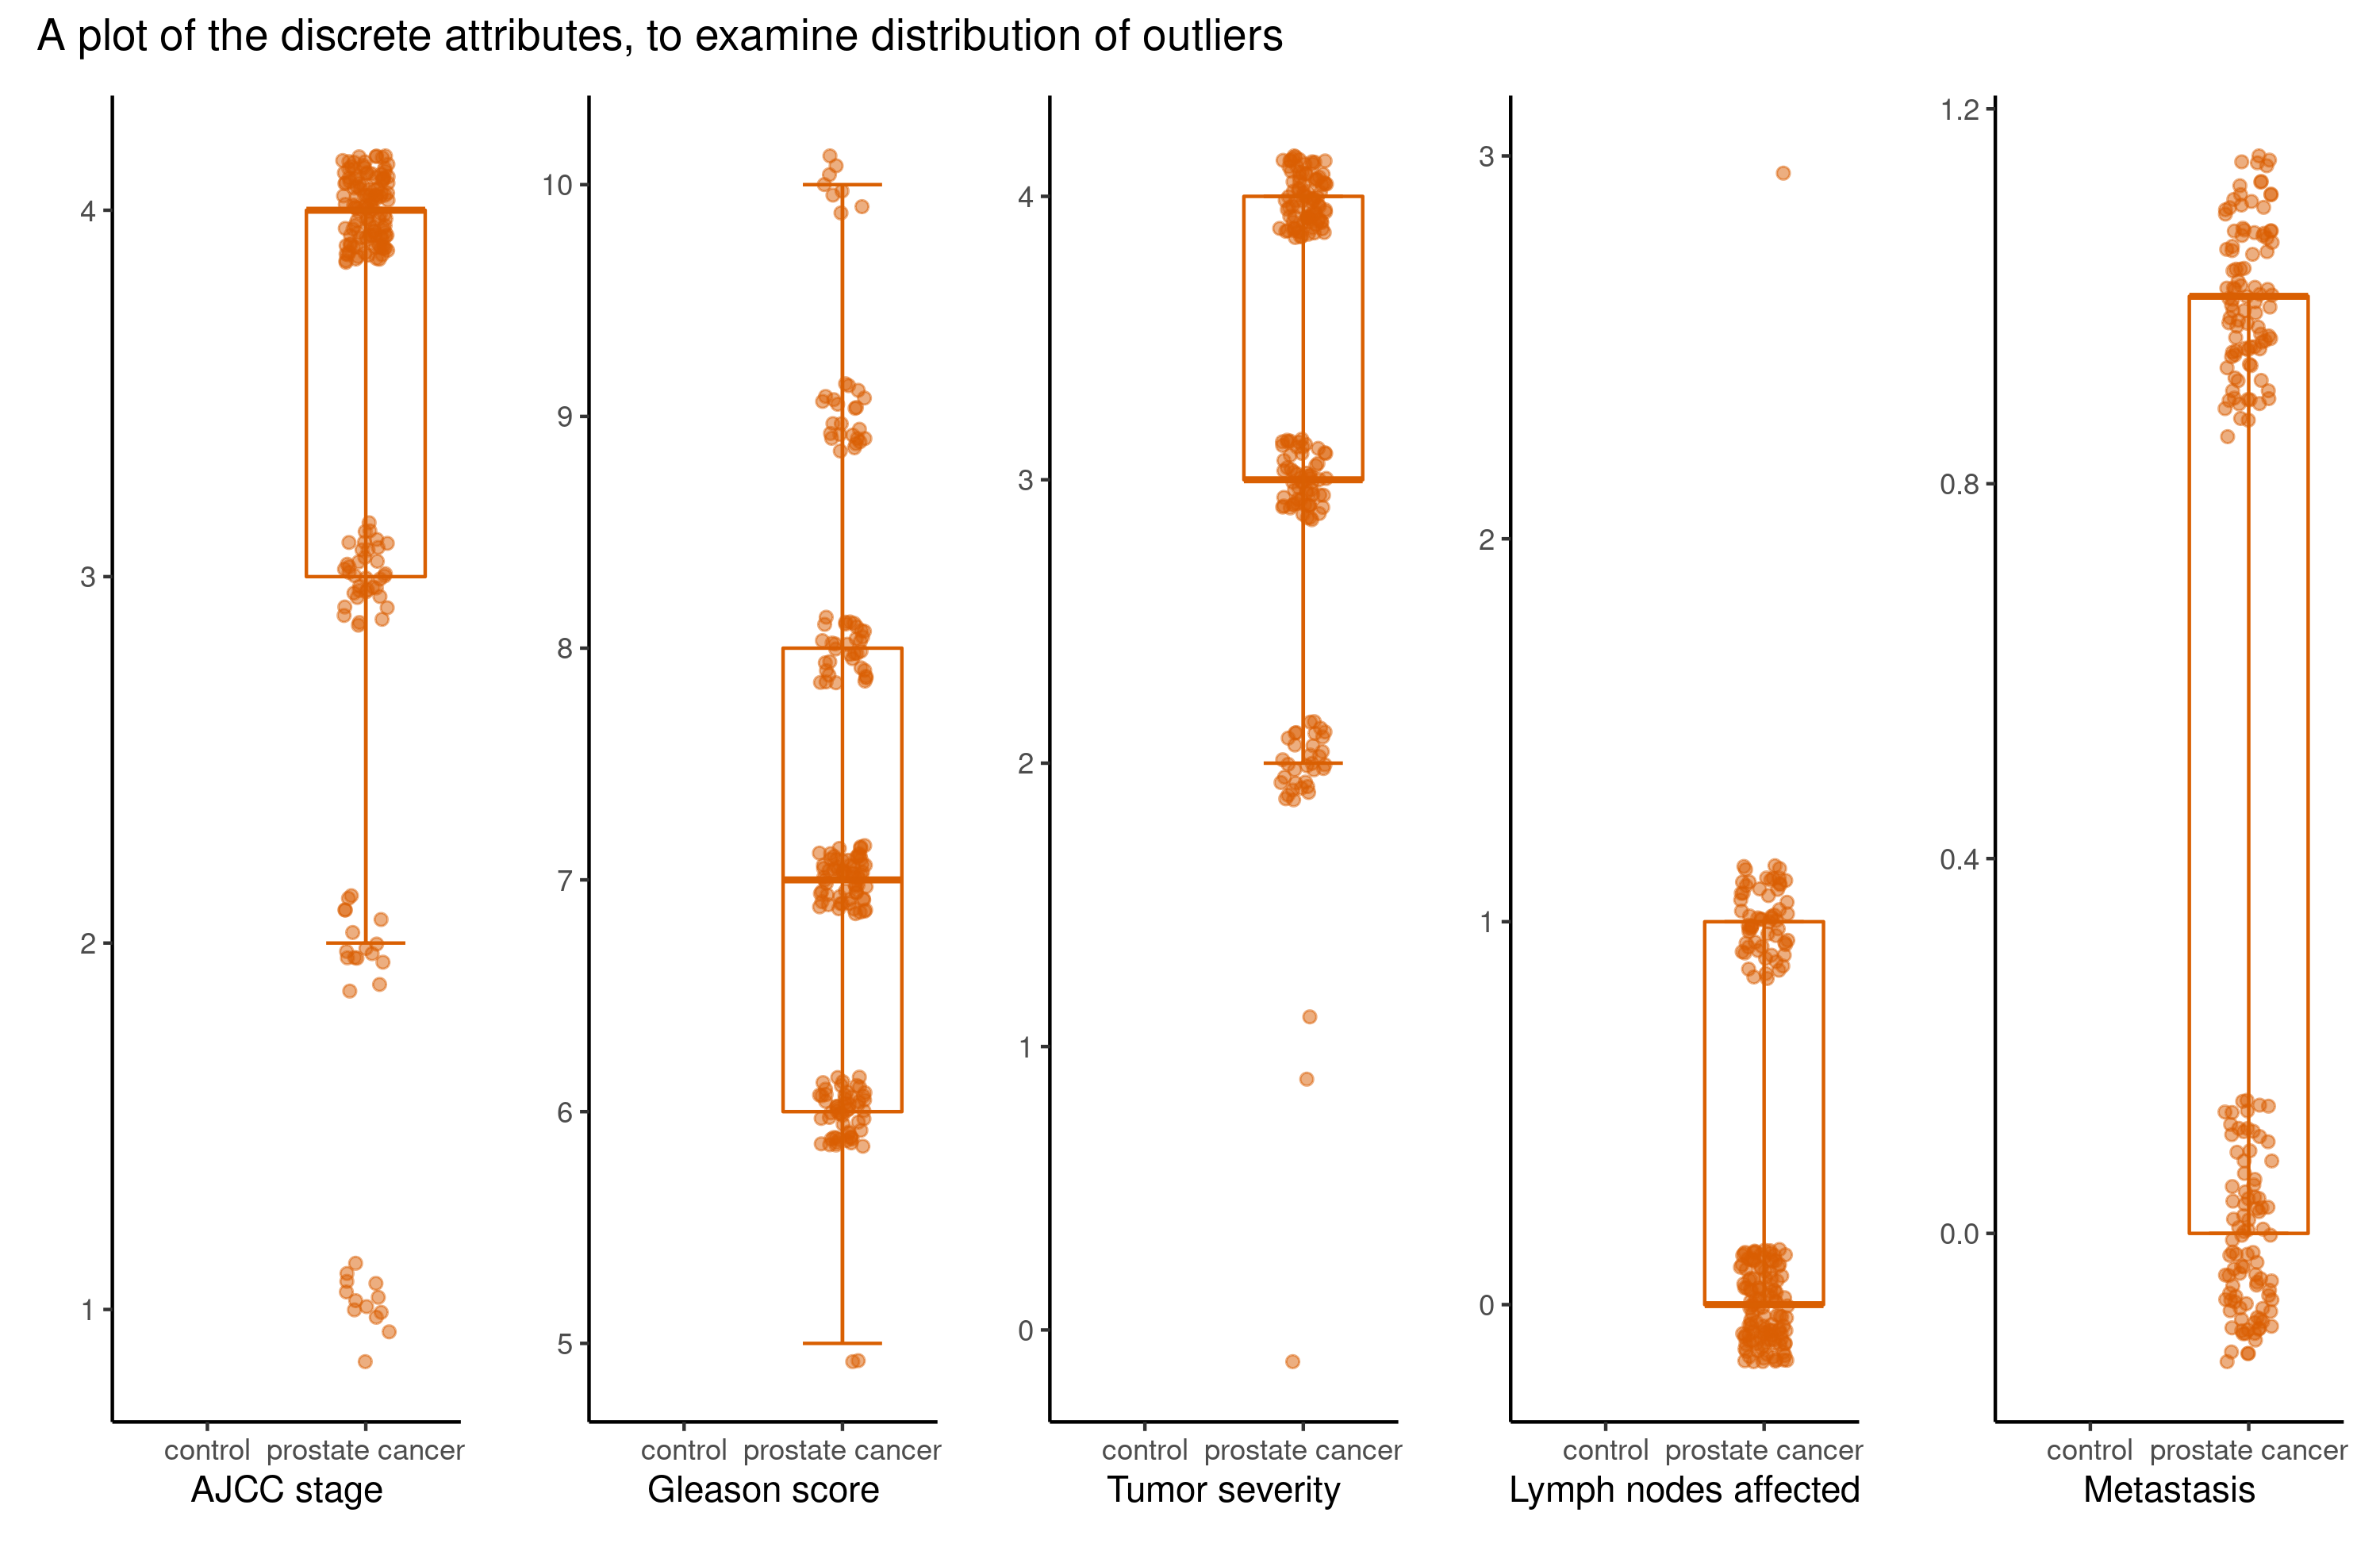 A plot of the discrete attributes, to examine distribution of outliers
4
3
2
1
control prostate cancer
AJCC stage
10
9
8
7
6
5
control prostate cancer
Gleason score
4
3
2
1
0
control prostate cancer
Tumor severity
3
2
1
0
control prostate cancer
Lymph nodes affected
1.2
0.8
0.4
0.0
control prostate cancer
Metastasis